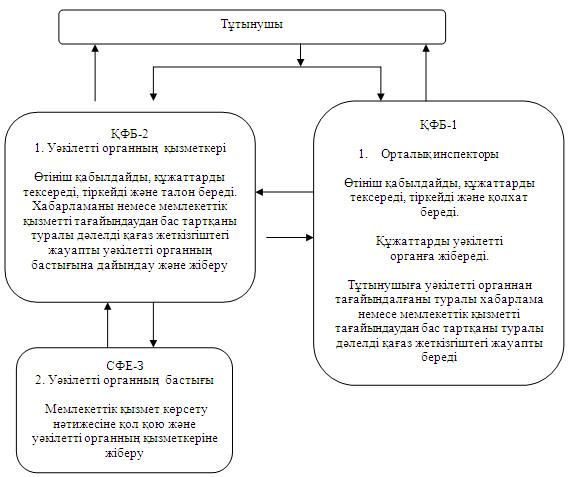 Тұтынушы
ҚФБ-2
1. Уәкілетті органның қызметкері
Өтініш қабылдайды, құжаттарды
тексереді, тіркейді және талон береді.
Хабарламаны немесе мемлекеттік
қызметті тағайындаудан бас тартқаны
туралы дәлелді қағаз жеткізгіштегі
жауапты уәкілетті органның
бастығына дайындау және жіберу
ҚФБ-1
1. Орталық инспекторы
Өтініш қабылдайды, құжаттарды
тексереді, тіркейді және қолхат
береді.
Құжаттарды уәкілетті
органға жібереді.
Тұтынушыға уәкілетті органнан
тағайындалғаны туралы хабарлама
немесе мемлекеттік қызметті
тағайындаудан бас тартқаны туралы
дәлелді қағаз жеткізгіштегі жауапты
береді
СФЕ-3
2. Уәкілетті органның бастығы
Мемлекеттік қызмет көрсету
нәтижесіне қол қою және
уәкілетті органның қызметкеріне
жіберу